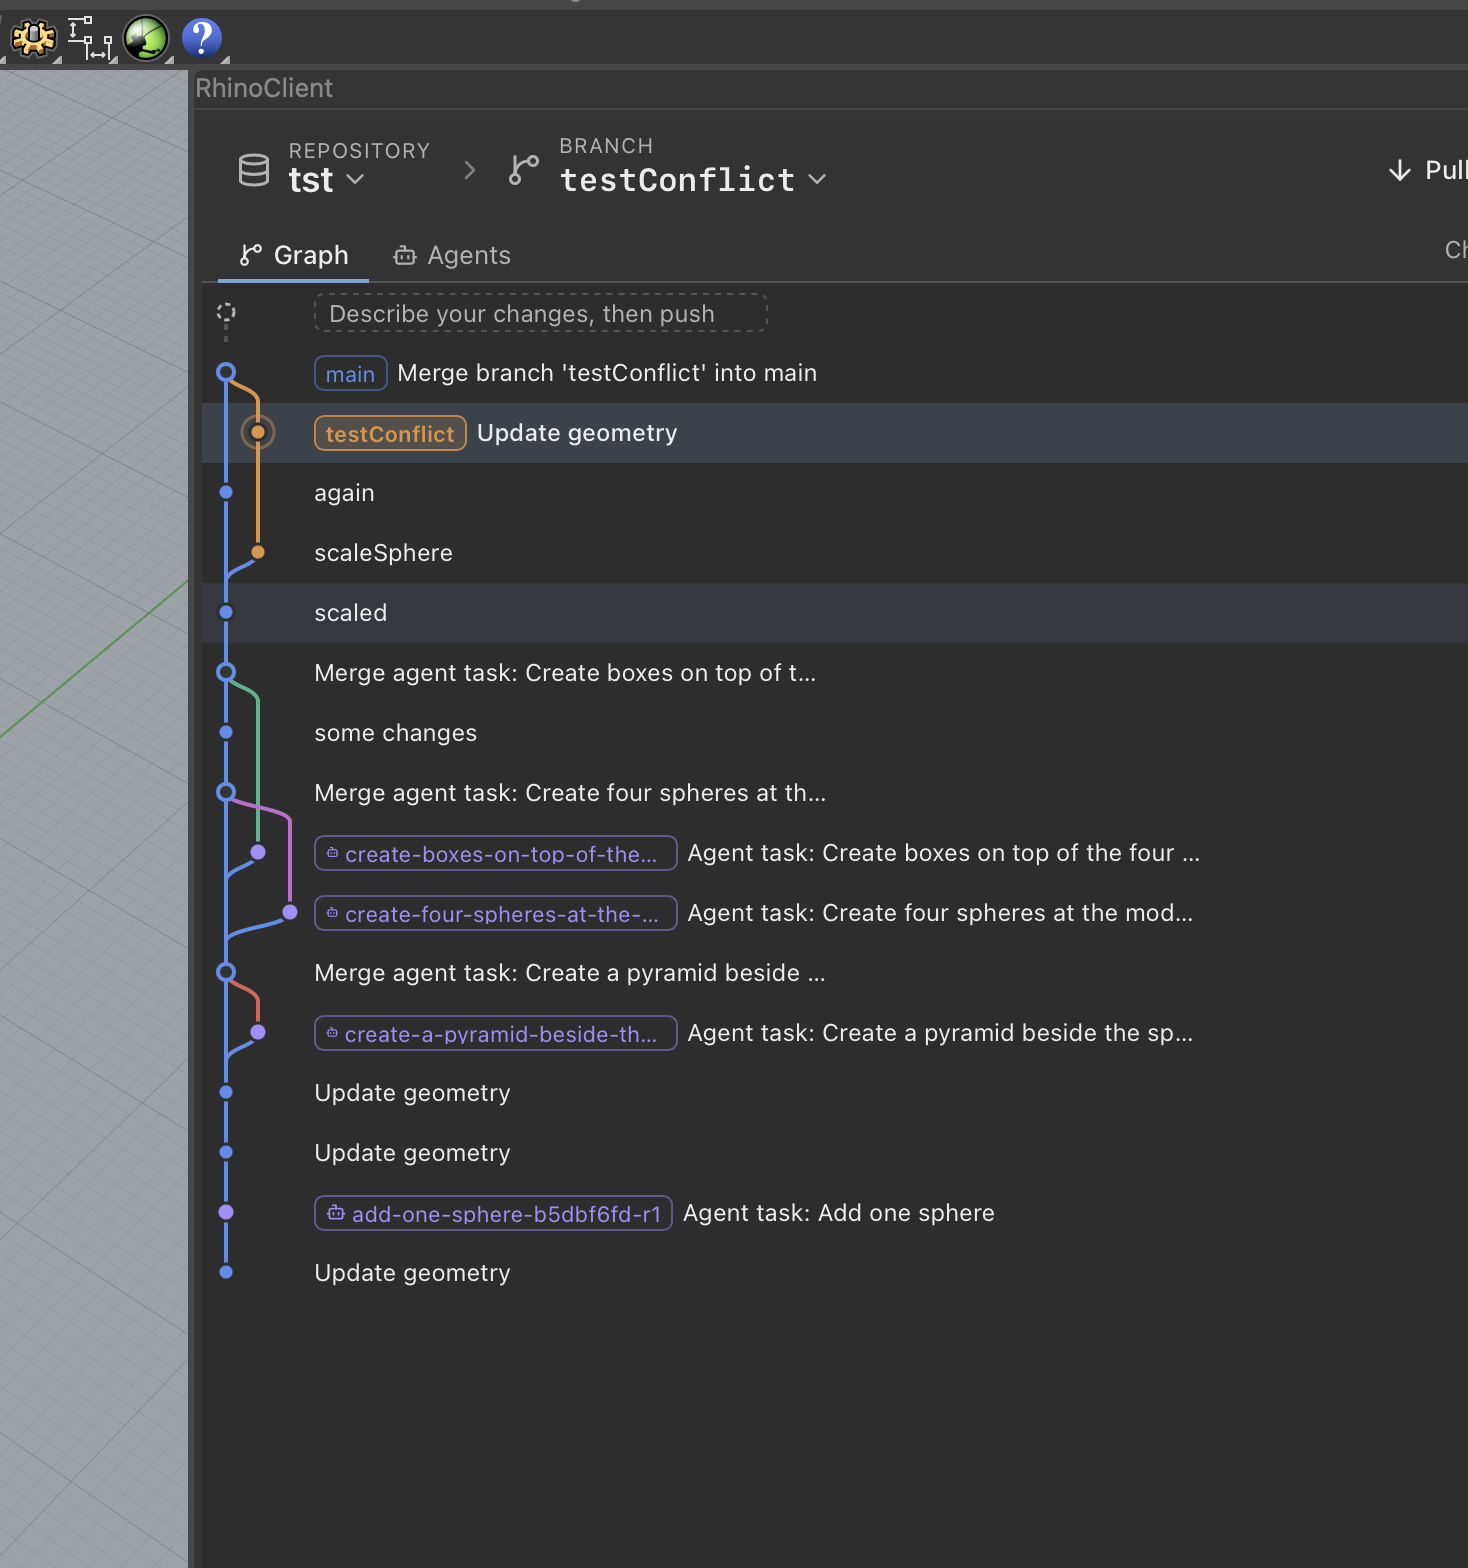 RhinoClient
REPOSITORY
tst
BRANCH
testConflict
Pull
Graph
Agents
Describe your changes, then push
main Merge branch 'testConflict' into main
testConflict Update geometry
again
scaleSphere
scaled
Merge agent task: Create boxes on top of t...
some changes
Merge agent task: Create four spheres at th...
create-boxes-on-top-of-the... Agent task: Create boxes on top of the four ...
create-four-spheres-at-the-... Agent task: Create four spheres at the mod...
Merge agent task: Create a pyramid beside ...
create-a-pyramid-beside-th... Agent task: Create a pyramid beside the sp...
Update geometry
Update geometry
add-one-sphere-b5dbf6fd-r1 Agent task: Add one sphere
Update geometry